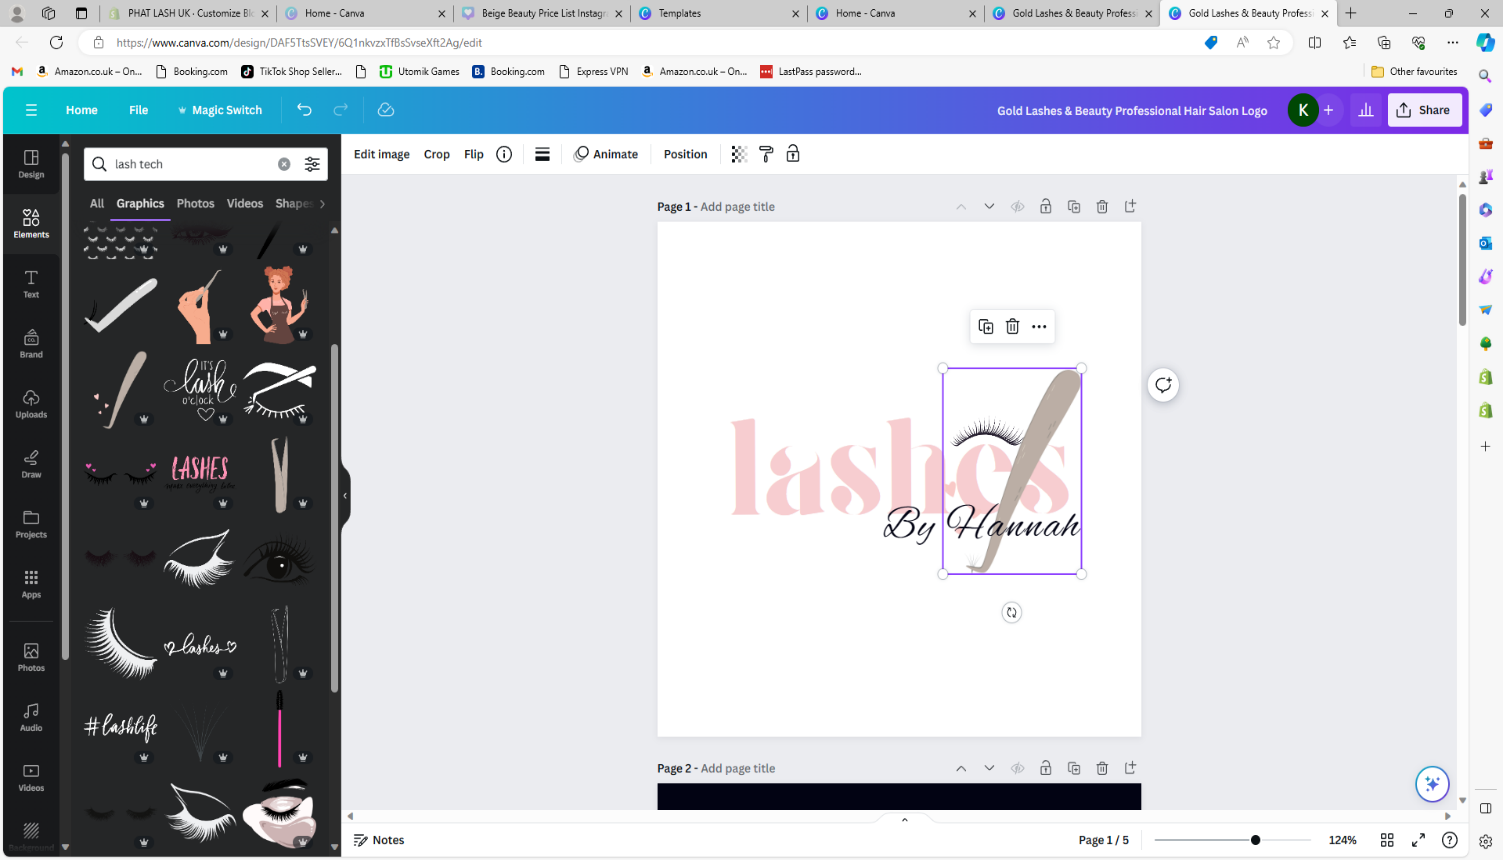 PHAT LASH UK · Customize Bl
Home - Canva
Beige Beauty Price List Instagr
Templates
Home - Canva
Gold Lashes & Beauty Professi
Gold Lashes & Beauty Profess
https://www.canva.com/design/DAF5TtsSVEY/6Q1nkvzxTfBsSvseXft2Ag/edit
Amazon.co.uk – On...
Booking.com
TikTok Shop Seller...
Utomik Games
Booking.com
Express VPN
Amazon.co.uk – On...
LastPass password...
Other favourites
Home
File
Magic Switch
Gold Lashes & Beauty Professional Hair Salon Logo
K
Share
Design
Elements
Text
Brand
Uploads
Draw
Projects
Apps
Photos
Audio
Videos
Background
lash tech
All
Graphics
Photos
Videos
Shapes
IT'S
lash
o'clock
LASHES
lashes
#lashlife
Edit image
Crop
Flip
Animate
Position
Page 1 - Add page title
lashes
By Hannah
Page 2 - Add page title
Notes
Page 1 / 5
124%